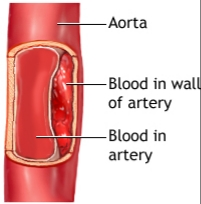 Aorta
Blood in wall
of artery
Blood in
artery